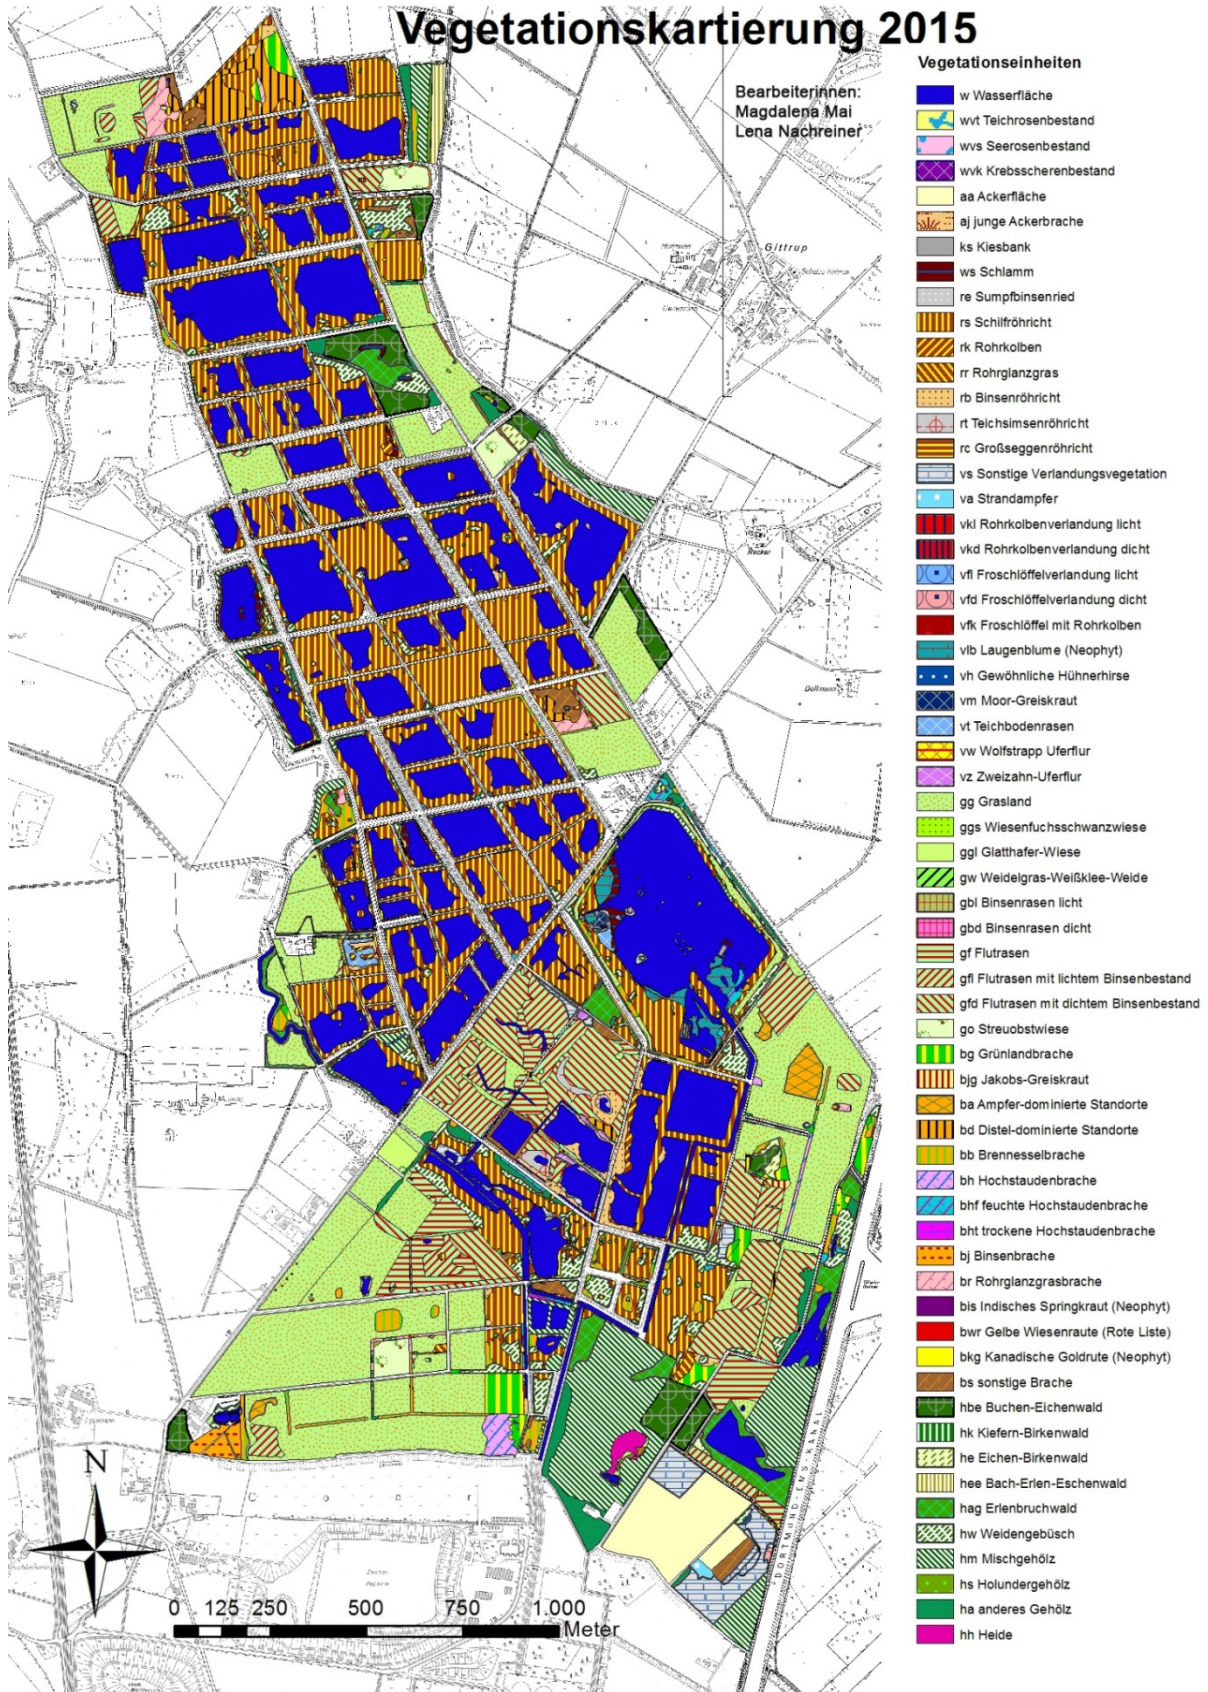 Vegetationskartierung 2015
Bearbeiterinnen:
Magdalena Mai
Lena Nachreiner
Vegetationseinheiten
w Wasserfläche
wvt Teichrosenbestand
wvs Seerosenbestand
wvk Krebsscherenbestand
aa Ackerfläche
aj junge Ackerbrache
ks Kiesbank
ws Schlamm
re Sumpfbinsenried
rs Schilfröhricht
rk Rohrkolben
rr Rohrglanzgras
rb Binsenröhricht
rt Teichsimsenröhricht
rc Großseggenröhricht
vs Sonstige Verlandungsvegetation
va Strandampfer
vkl Rohrkolbenverlandung licht
vkd Rohrkolbenverlandung dicht
vfl Froschlöffelverlandung licht
vfd Froschlöffelverlandung dicht
vfk Froschlöffel mit Rohrkolben
vlb Laugenblume (Neophyt)
vh Gewöhnliche Hühnerhirse
vm Moor-Greiskraut
vt Teichbodenrasen
vw Wolfstrapp Uferflur
vz Zweizahn-Uferflur
gg Grasland
ggs Wiesenfuchsschwanzwiese
ggl Glatthafer-Wiese
gw Weidelgras-Weißklee-Weide
gbl Binsenrasen licht
gbd Binsenrasen dicht
gf Flutrasen
gfl Flutrasen mit lichtem Binsenbestand
gfd Flutrasen mit dichtem Binsenbestand
go Streuobstwiese
bg Grünlandbrache
bjg Jakobs-Greiskraut
ba Ampfer-dominierte Standorte
bd Distel-dominierte Standorte
bb Brennesselbrache
bh Hochstaudenbrache
bhf feuchte Hochstaudenbrache
bht trockene Hochstaudenbrache
bj Binsenbrache
br Rohrglanzgrasbrache
bis Indisches Springkraut (Neophyt)
bwr Gelbe Wiesenraute (Rote Liste)
bkg Kanadische Goldrute (Neophyt)
bs sonstige Brache
hbe Buchen-Eichenwald
hk Kiefern-Birkenwald
he Eichen-Birkenwald
hee Bach-Erlen-Eschenwald
hag Erlenbruchwald
hw Weidengebüsch
hm Mischgehölz
hs Holundergehölz
ha anderes Gehölz
hh Heide
Gittrup
DORTMUND-EMS-KANAL
N
0 125 250 500 750 1.000
Meter